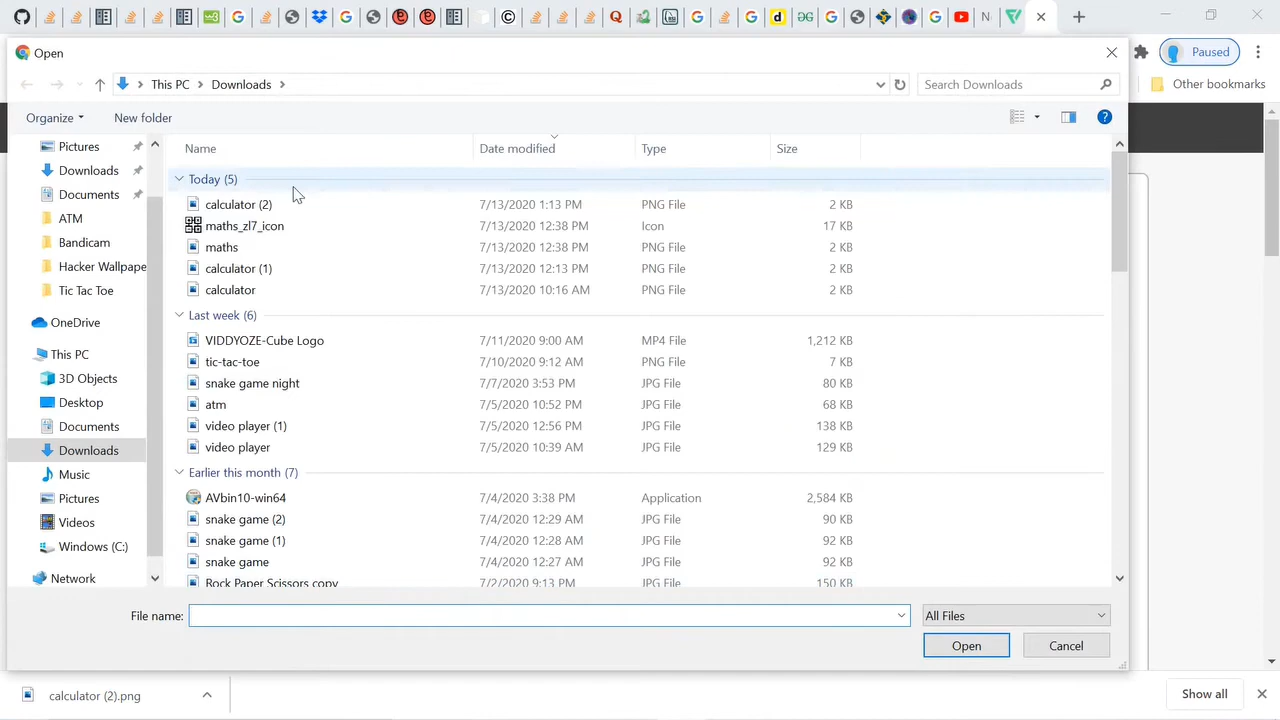 Paused
Open
This PC
Downloads
Search Downloads
Other bookmarks
Organize
New folder
Name
Date modified
Type
Size
Pictures
Downloads
Documents
ATM
Bandicam
Hacker Wallpape
Tic Tac Toe
OneDrive
This PC
3D Objects
Desktop
Documents
Downloads
Music
Pictures
Videos
Windows (C:)
Network
Today (5)
calculator (2) 7/13/2020 1:13 PM PNG File 2 KB
maths_zl7_icon 7/13/2020 12:38 PM Icon 17 KB
maths 7/13/2020 12:38 PM PNG File 2 KB
calculator (1) 7/13/2020 12:13 PM PNG File 2 KB
calculator 7/13/2020 10:16 AM PNG File 2 KB
Last week (6)
VIDDYOZE-Cube Logo 7/11/2020 9:00 AM MP4 File 1,212 KB
tic-tac-toe 7/10/2020 9:12 AM PNG File 7 KB
snake game night 7/7/2020 3:53 PM JPG File 80 KB
atm 7/5/2020 10:52 PM JPG File 68 KB
video player (1) 7/5/2020 12:56 PM JPG File 138 KB
video player 7/5/2020 10:39 AM JPG File 129 KB
Earlier this month (7)
AVbin10-win64 7/4/2020 3:38 PM Application 2,584 KB
snake game (2) 7/4/2020 12:29 AM JPG File 90 KB
snake game (1) 7/4/2020 12:28 AM JPG File 92 KB
snake game 7/4/2020 12:27 AM JPG File 92 KB
Rock Paper Scissors copy 7/2/2020 9:13 PM JPG File 150 KB
File name:
All Files
Open
Cancel
calculator (2).png
Show all